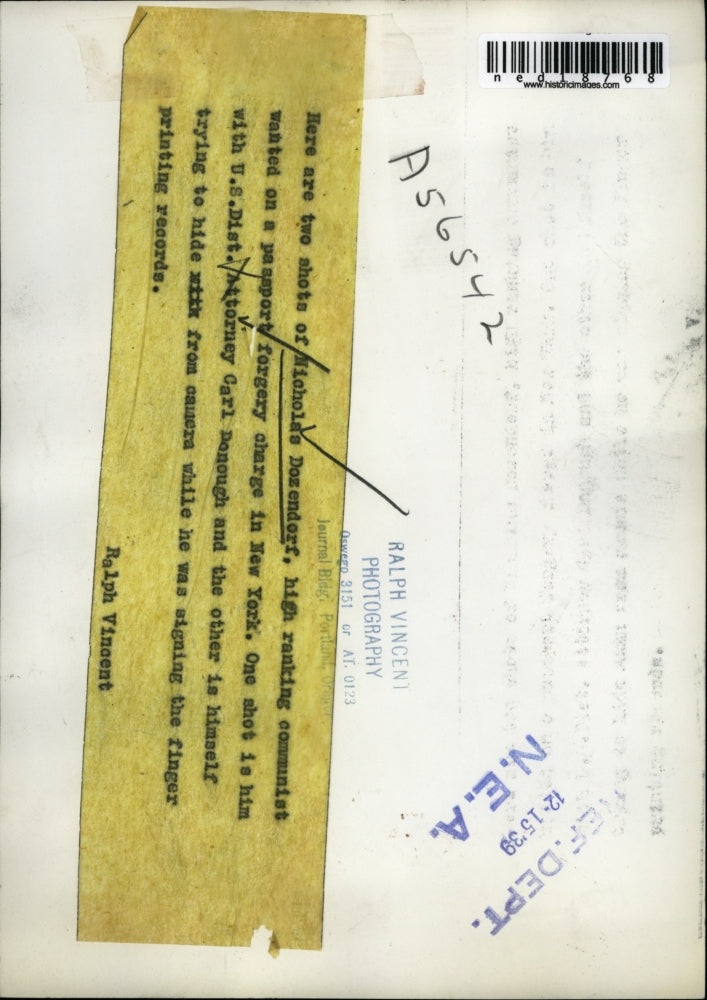 Here are two shots of Nicholas Dozendorf, high ranking communist
wanted on a passport forgery charge in New York. One shot is him
with U.S.Dist. Attorney Carl Donough and the other is himself
trying to hide from camera while he was signing the finger
printing records.
Ralph Vincent
RALPH VINCENT
PHOTOGRAPHY
Oswego 3151 or AT. 0123
Journal Bldg. Portland,
A56542
REF. DEPT.
12·15·39
N.E.A.
ned18768
www.historicimages.com